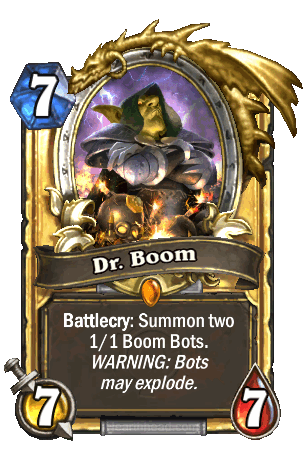 7
Dr. Boom
Battlecry: Summon two
1/1 Boom Bots.
WARNING: Bots
may explode.
7
7